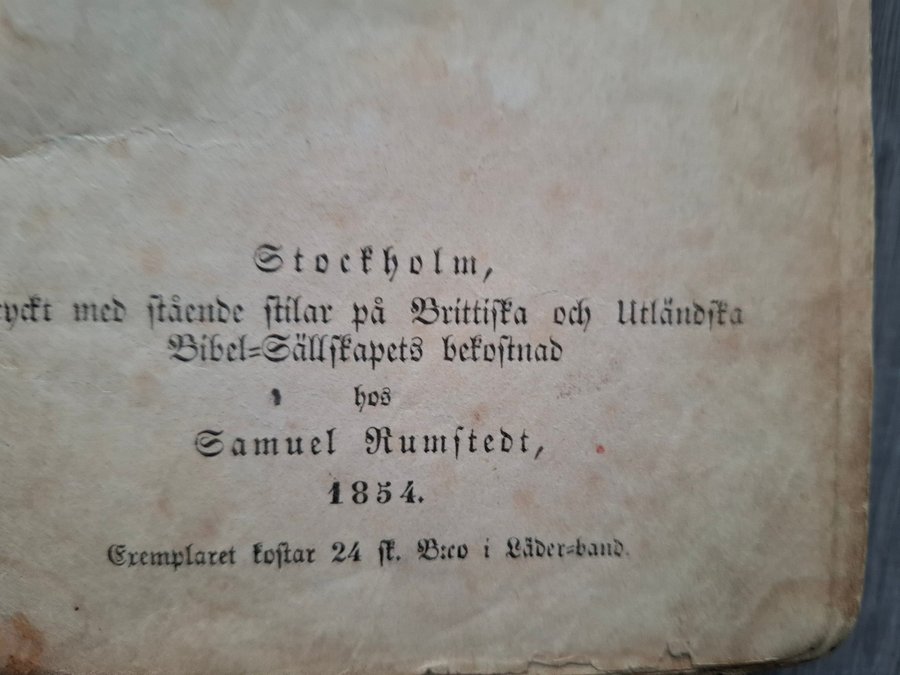 Stockholm,
ryckt med stående stilar på Brittiska och Utländska
Bibel-Sällskapets bekostnad
hos
Samuel Rumstedt,
1854.
Exemplaret kostar 24 sk. B:co i Läder-band.